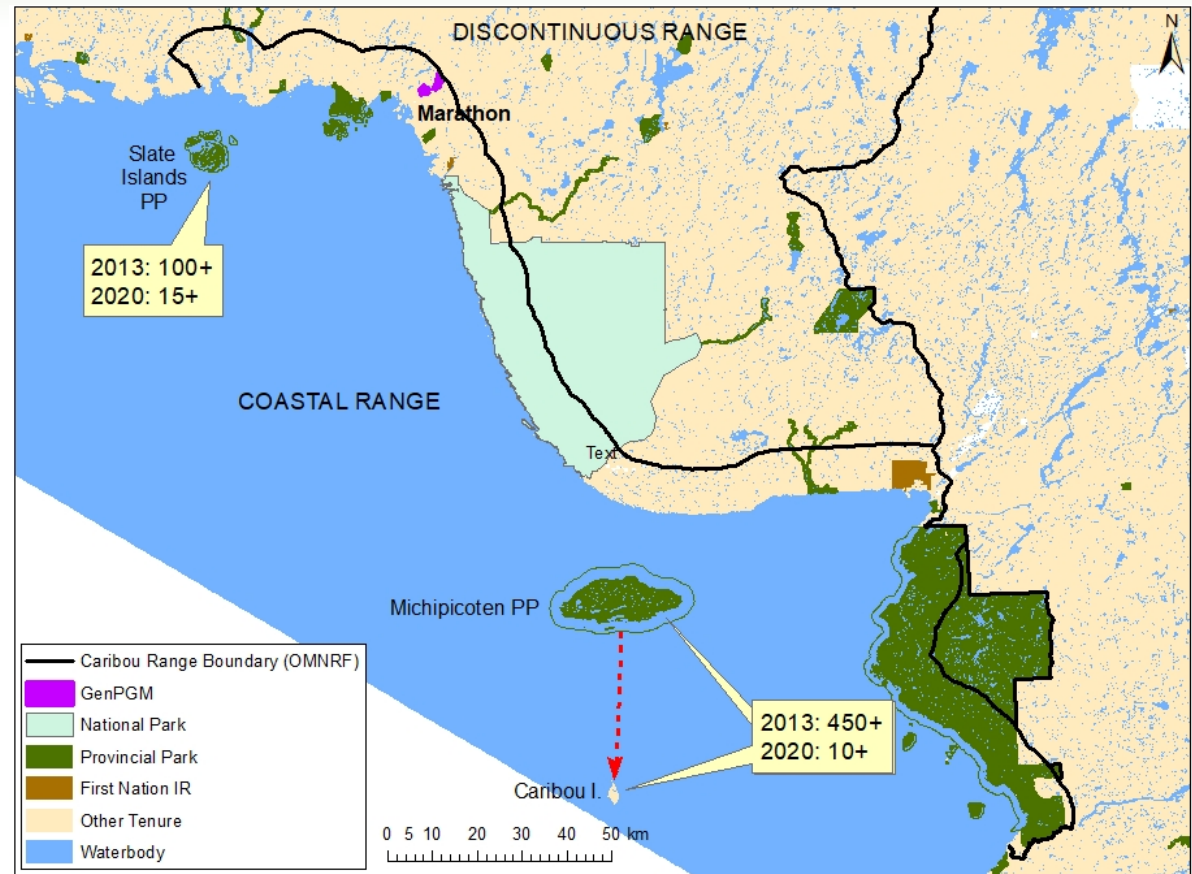 DISCONTINUOUS RANGE
N
Marathon
Slate
Islands
PP
2013: 100+
2020: 15+
COASTAL RANGE
Text
Michipicoten PP
2013: 450+
2020: 10+
Caribou I.
0 5 10 20 30 40 50 km
Caribou Range Boundary (OMNRF)
GenPGM
National Park
Provincial Park
First Nation IR
Other Tenure
Waterbody